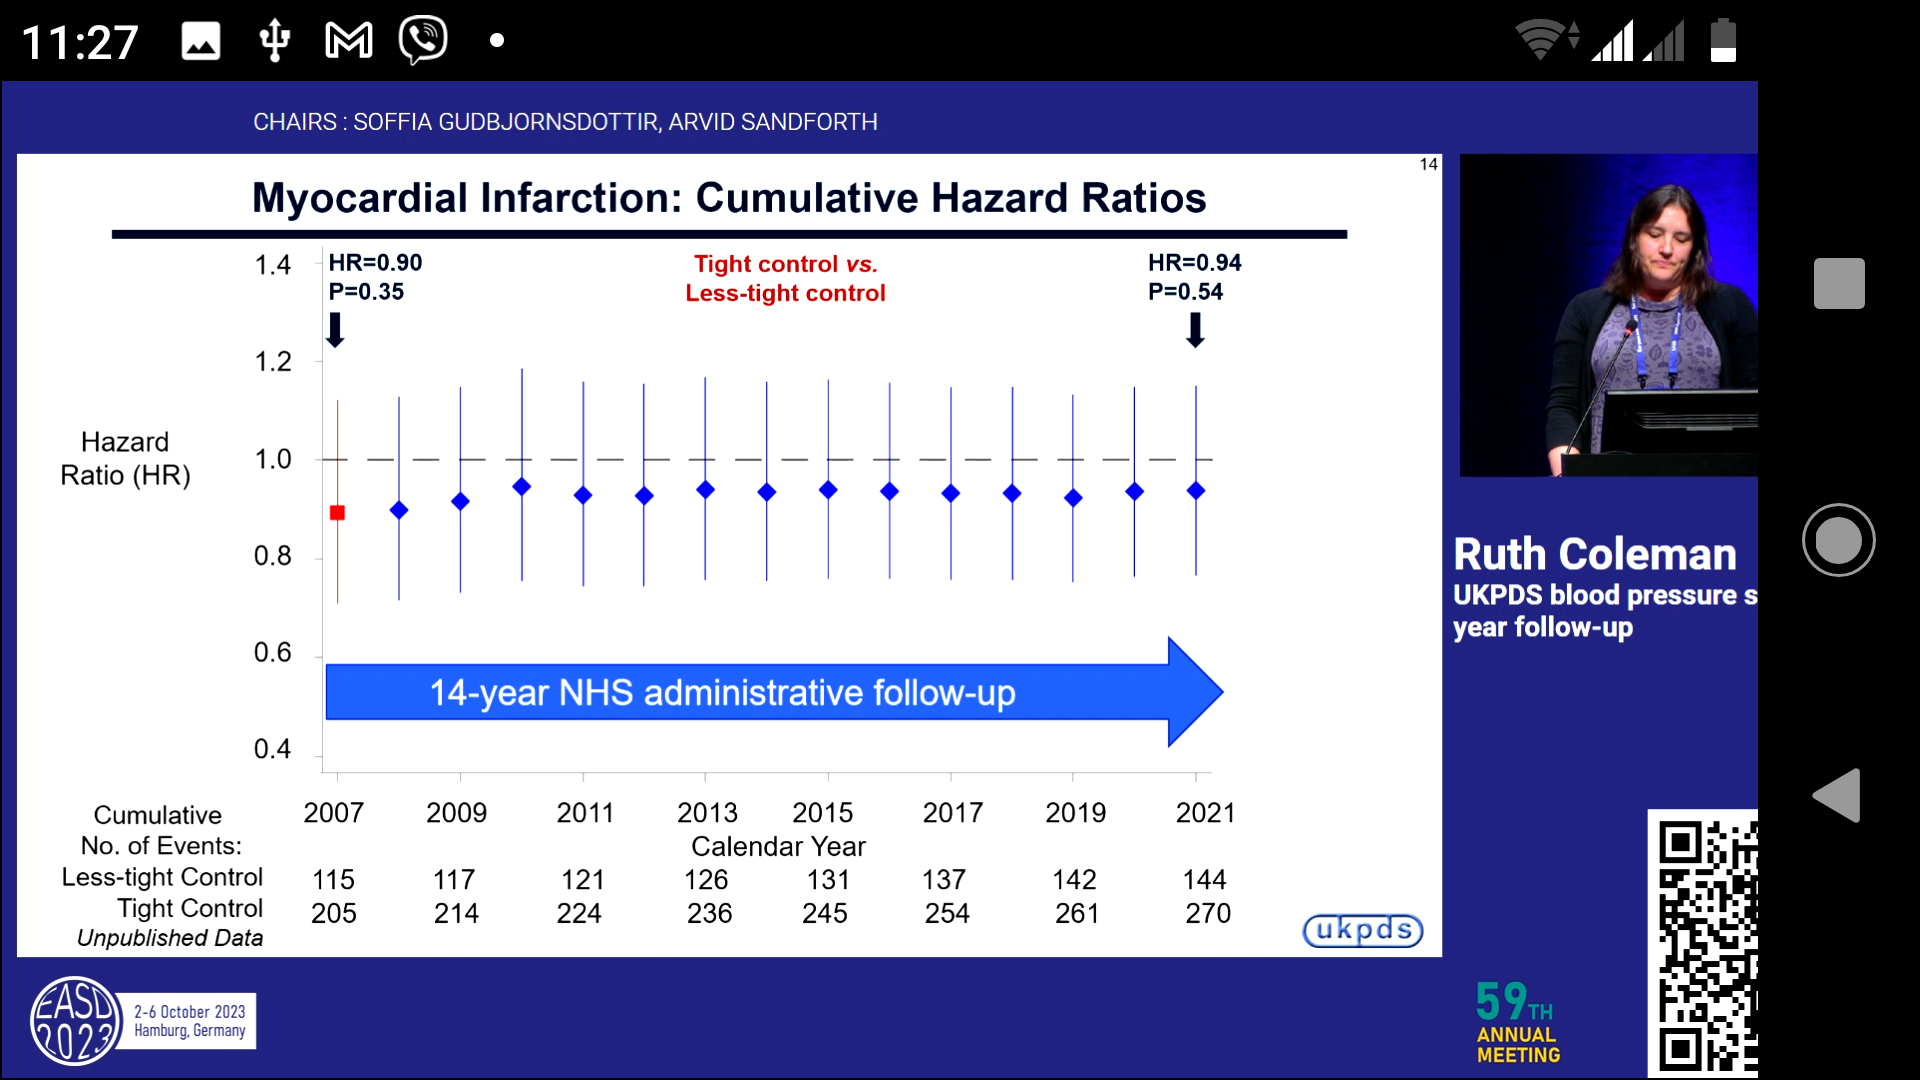 11:27
CHAIRS : SOFFIA GUDBJORNSDOTTIR, ARVID SANDFORTH
14
Myocardial Infarction: Cumulative Hazard Ratios
HR=0.90
P=0.35
Tight control vs.
Less-tight control
HR=0.94
P=0.54
1.4
1.2
1.0
0.8
0.6
0.4
Hazard
Ratio (HR)
14-year NHS administrative follow-up
2007 2009 2011 2013 2015 2017 2019 2021
Calendar Year
Cumulative
No. of Events:
Less-tight Control 115 117 121 126 131 137 142 144
Tight Control 205 214 224 236 245 254 261 270
Unpublished Data
ukpds
Ruth Coleman
UKPDS blood pressure s
year follow-up
EASD
2023
2-6 October 2023
Hamburg, Germany
59TH
ANNUAL
MEETING